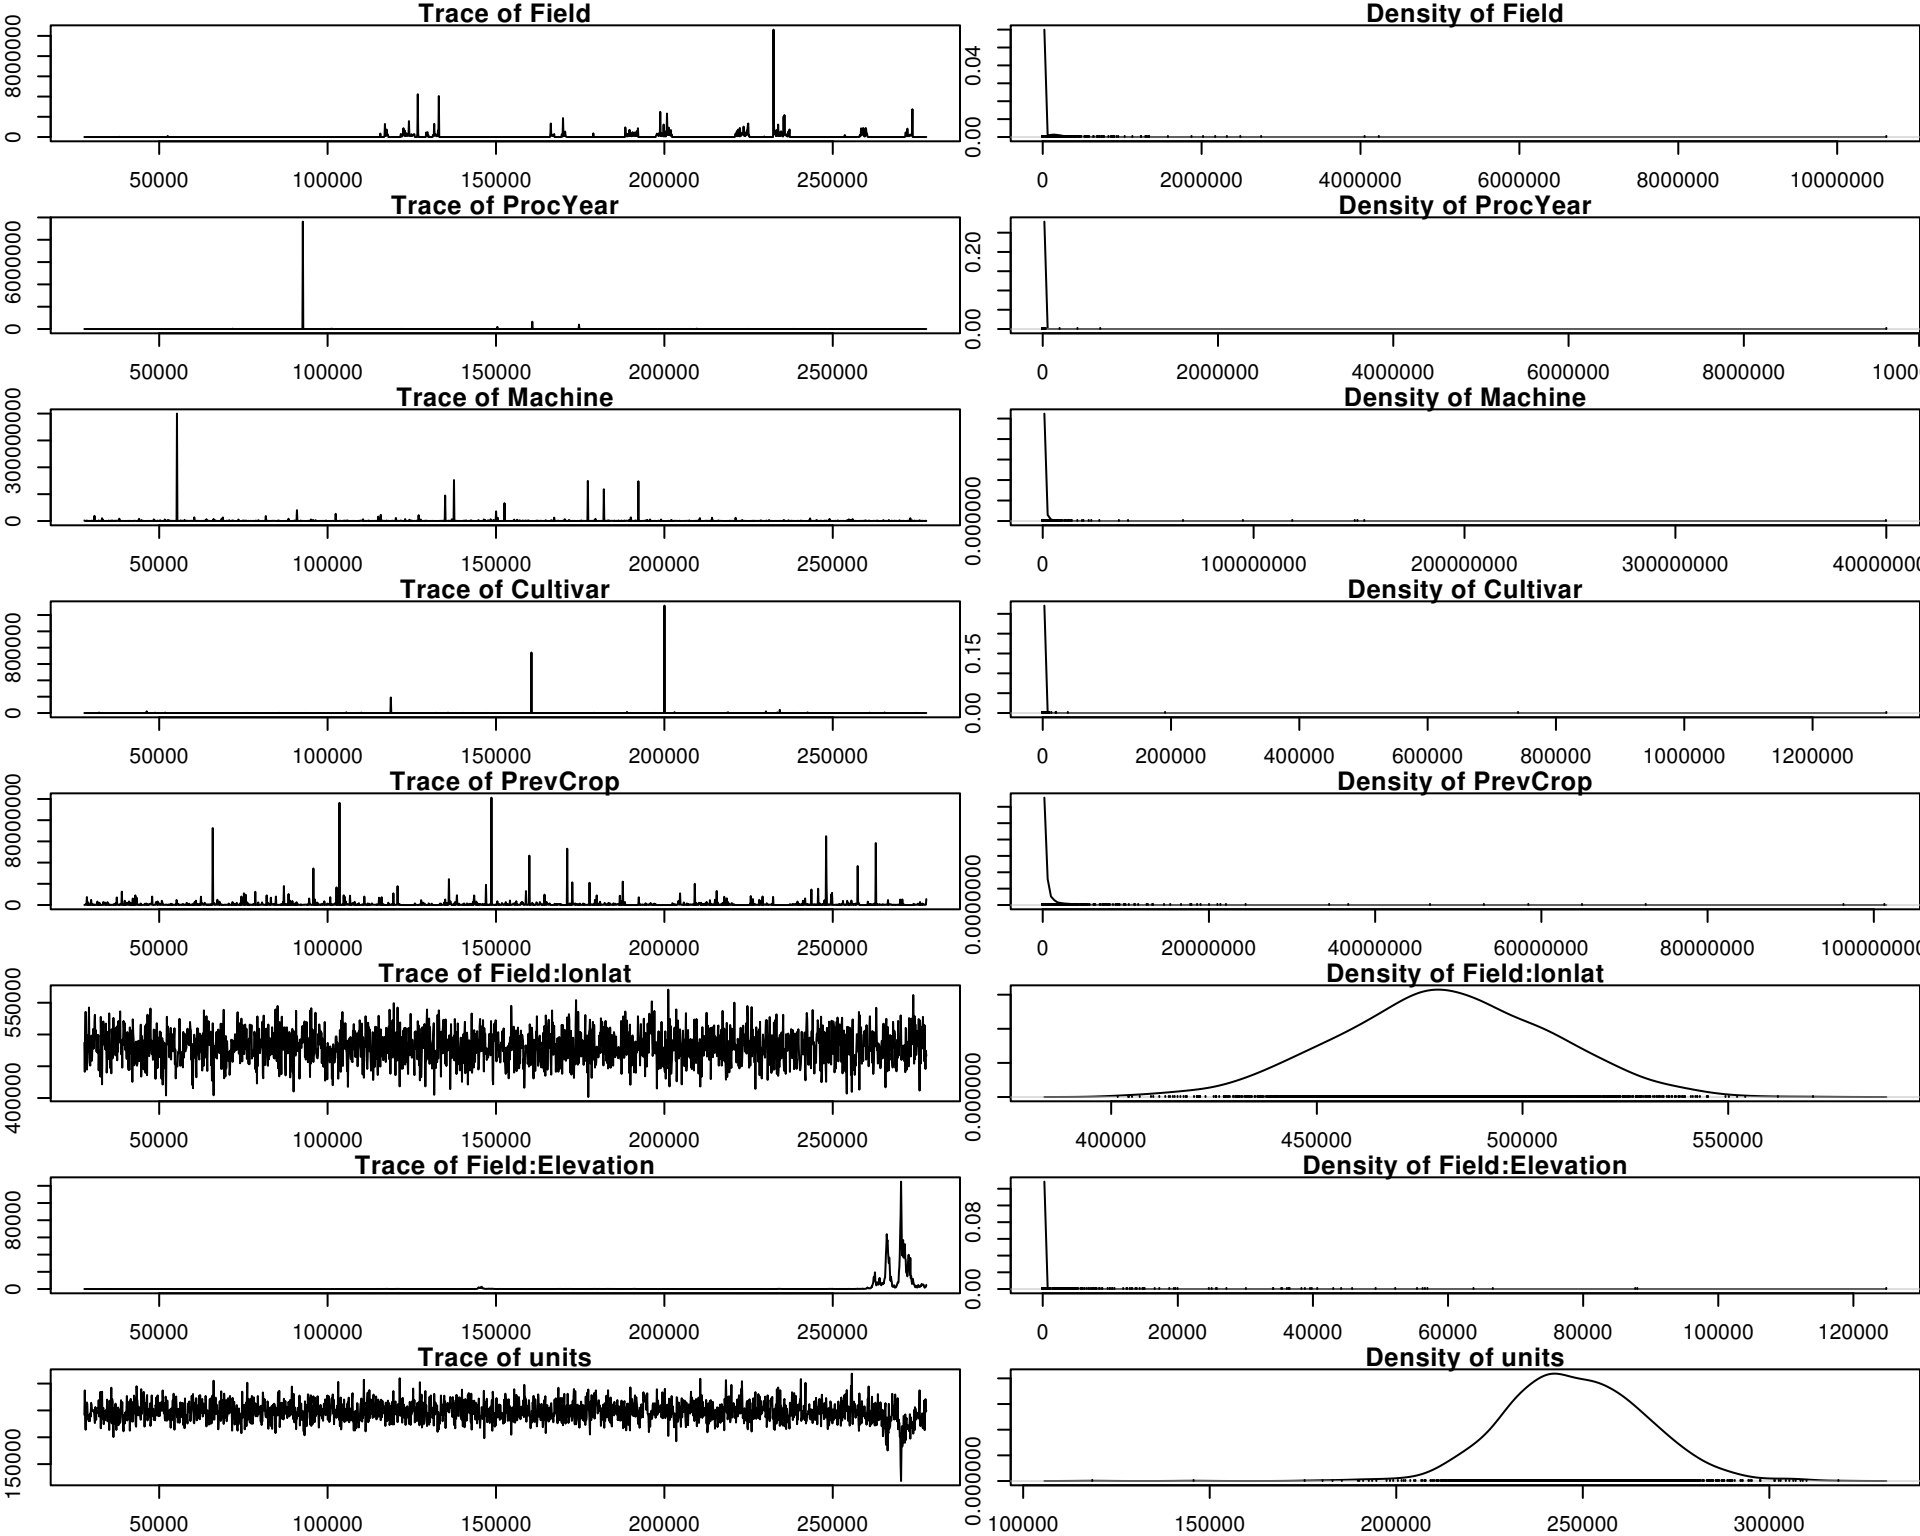 Trace of Field
8000000
0
50000 100000 150000 200000 250000
Density of Field
0.04
0.00
0 2000000 4000000 6000000 8000000 10000000
Trace of ProcYear
6000000
0
50000 100000 150000 200000 250000
Density of ProcYear
0.20
0.00
0 2000000 4000000 6000000 8000000
Trace of Machine
300000000
0
50000 100000 150000 200000 250000
Density of Machine
0 100000000 200000000 300000000
Trace of Cultivar
800000
0
50000 100000 150000 200000 250000
Density of Cultivar
0.15
0.00
0 200000 400000 600000 800000 1000000 1200000
Trace of PrevCrop
80000000
0
50000 100000 150000 200000 250000
Density of PrevCrop
0 20000000 40000000 60000000 80000000
Trace of Field:lonlat
550000
400000
50000 100000 150000 200000 250000
Density of Field:lonlat
0.000000
400000 450000 500000 550000
Trace of Field:Elevation
80000
0
50000 100000 150000 200000 250000
Density of Field:Elevation
0.08
0.00
0 20000 40000 60000 80000 100000 120000
Trace of units
150000
50000 100000 150000 200000 250000
Density of units
0.000000
100000 150000 200000 250000 300000